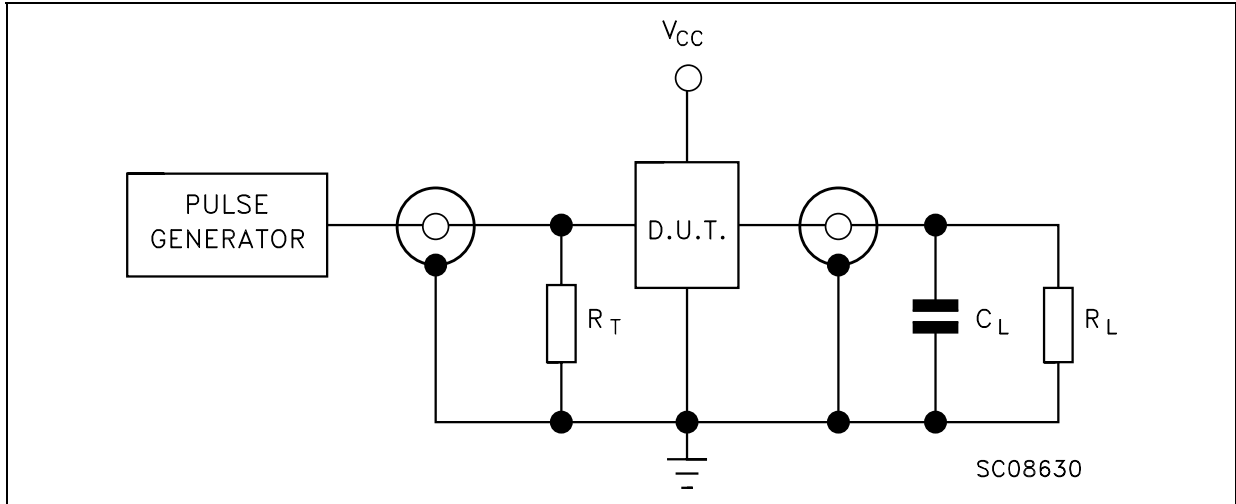 VCC
PULSE
GENERATOR
D.U.T.
RT
CL
RL
SC08630